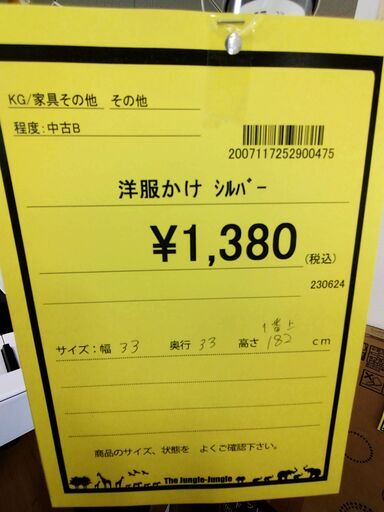 KG/家具その他 その他
程度:中古B
2007117252900475
洋服かけ ｼﾙﾊﾞｰ
¥1,380(税込)
230624
1番上
サイズ:幅 33 奥行 33 高さ 182 cm
商品のサイズ、状態を よくご確認下さい。
The Jungle-Jungle